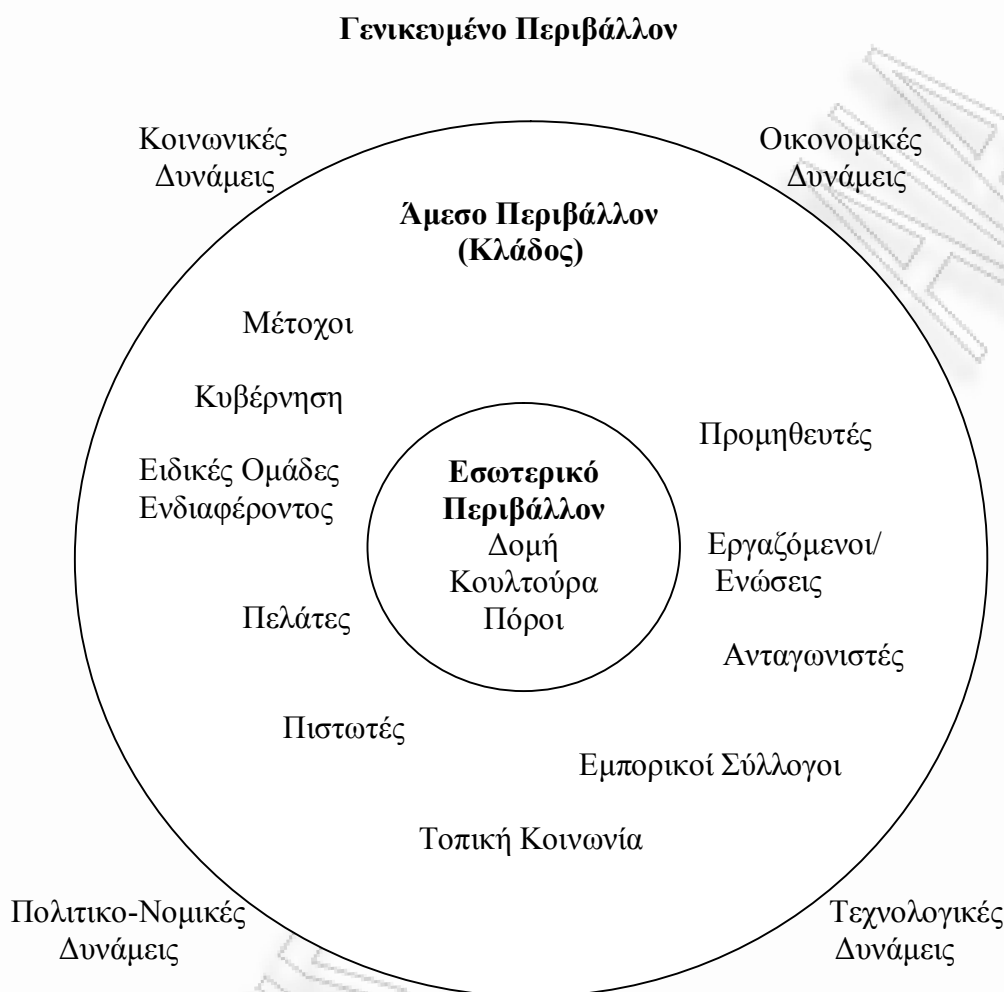 Γενικευμένο Περιβάλλον
Κοινωνικές
Δυνάμεις
Οικονομικές
Δυνάμεις
Άμεσο Περιβάλλον
(Κλάδος)
Μέτοχοι
Κυβέρνηση
Ειδικές Ομάδες
Ενδιαφέροντος
Πελάτες
Πιστωτές
Εσωτερικό
Περιβάλλον
Δομή
Κουλτούρα
Πόροι
Προμηθευτές
Εργαζόμενοι/
Ενώσεις
Ανταγωνιστές
Εμπορικοί Σύλλογοι
Τοπική Κοινωνία
Πολιτικο-Νομικές
Δυνάμεις
Τεχνολογικές
Δυνάμεις